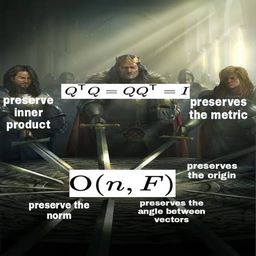 Q⊤Q = QQ⊤ = I
preserve
inner
product
preserves
the metric
O(n, F)
preserves
the origin
preserve the
norm
preserves the
angle between
vectors